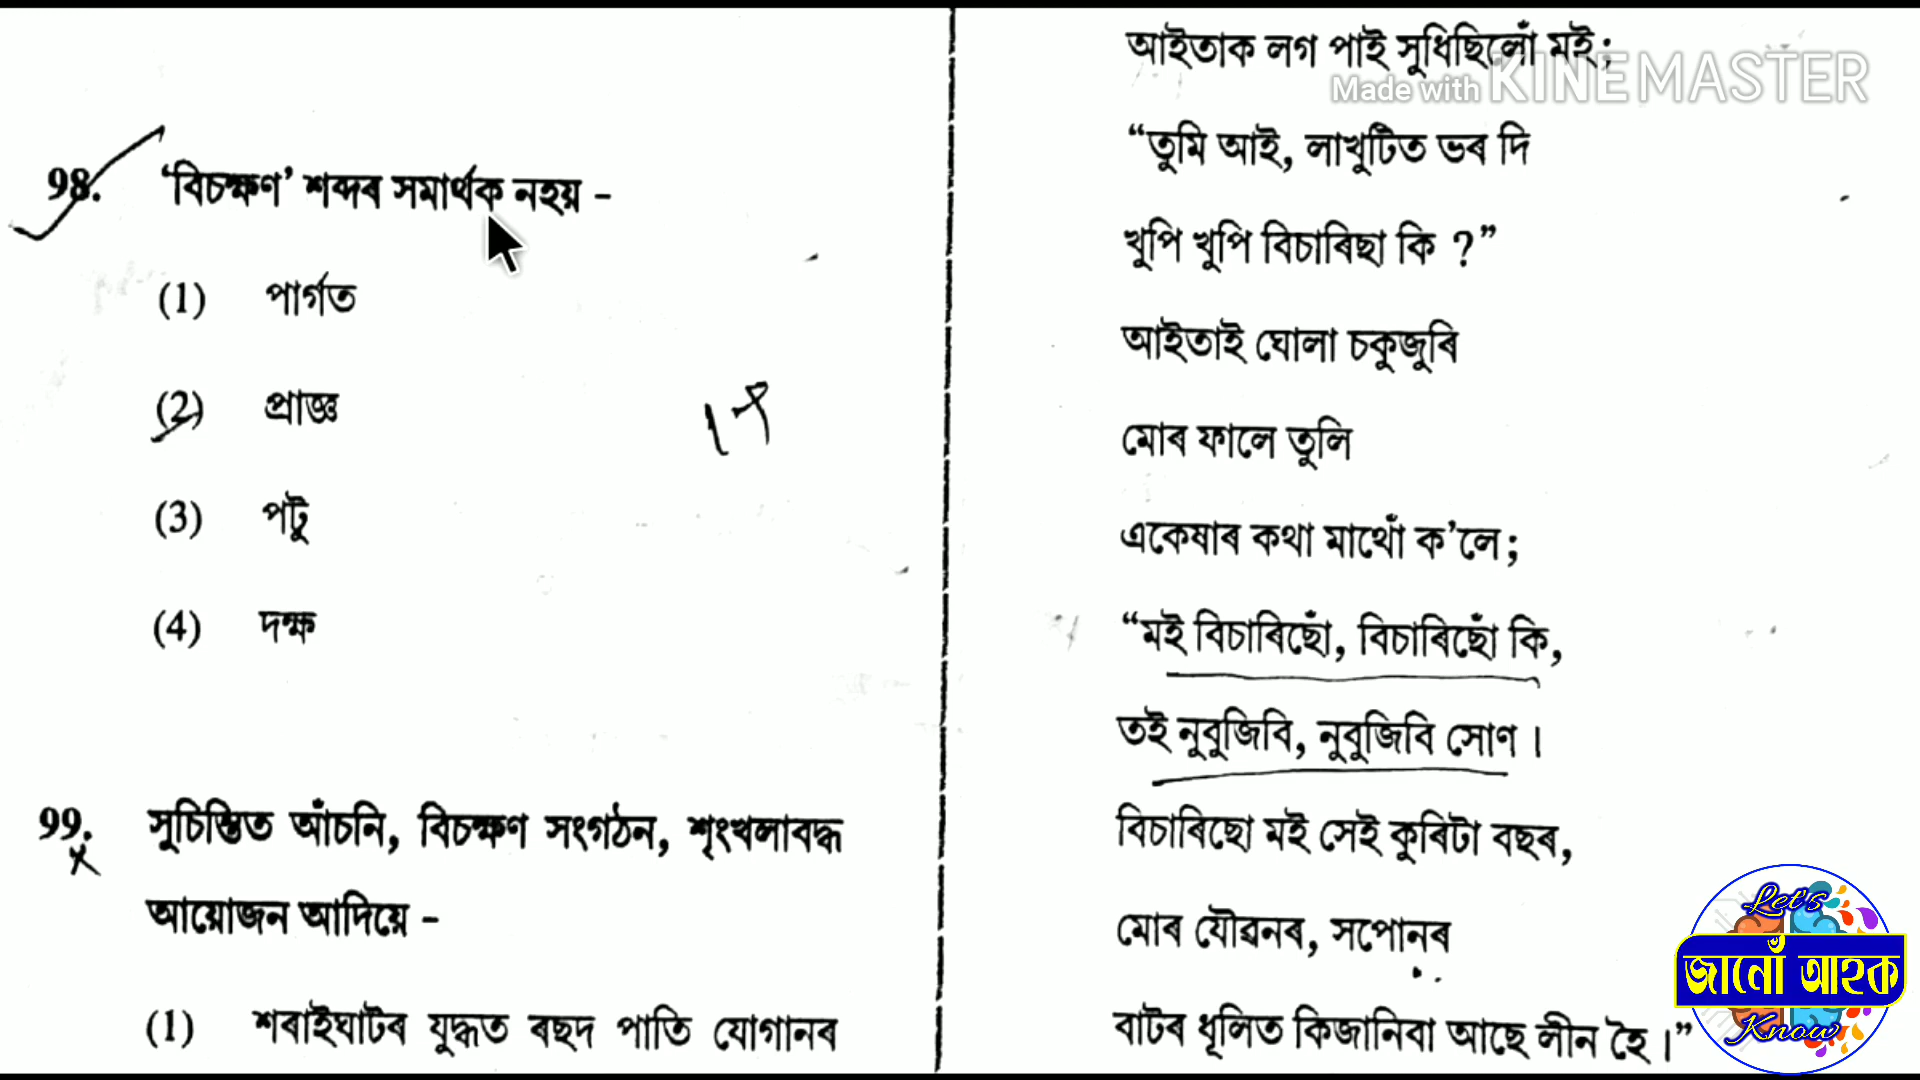 98. ‘বিচক্ষণ’ শব্দৰ সমাৰ্থক নহয় -
(1) পাৰ্গত
(2) প্ৰাজ্ঞ
(3) পটু
(4) দক্ষ
99. সুচিন্তিত আঁচনি, বিচক্ষণ সংগঠন, শৃংখলাবদ্ধ
আয়োজন আদিয়ে -
(1) শৰাইঘাটৰ যুদ্ধত ৰছদ পাতি যোগানৰ
আইতাক লগ পাই সুধিছিলোঁ মই;
“তুমি আই, লাখুটিত ভৰ দি
খুপি খুপি বিচাৰিছা কি ?”
আইতাই ঘোলা চকুজুৰি
মোৰ ফালে তুলি
একেষাৰ কথা মাথোঁ ক’লে;
“মই বিচাৰিছোঁ, বিচাৰিছোঁ কি,
তই নুবুজিবি, নুবুজিবি সোণ।
বিচাৰিছো মই সেই কুৰিটা বছৰ,
মোৰ যৌৱনৰ, সপোনৰ
বাটৰ ধূলিত কিজানিবা আছে লীন হৈ।”
Made with KINEMASTER
Let's
জানোঁ আহক
Know